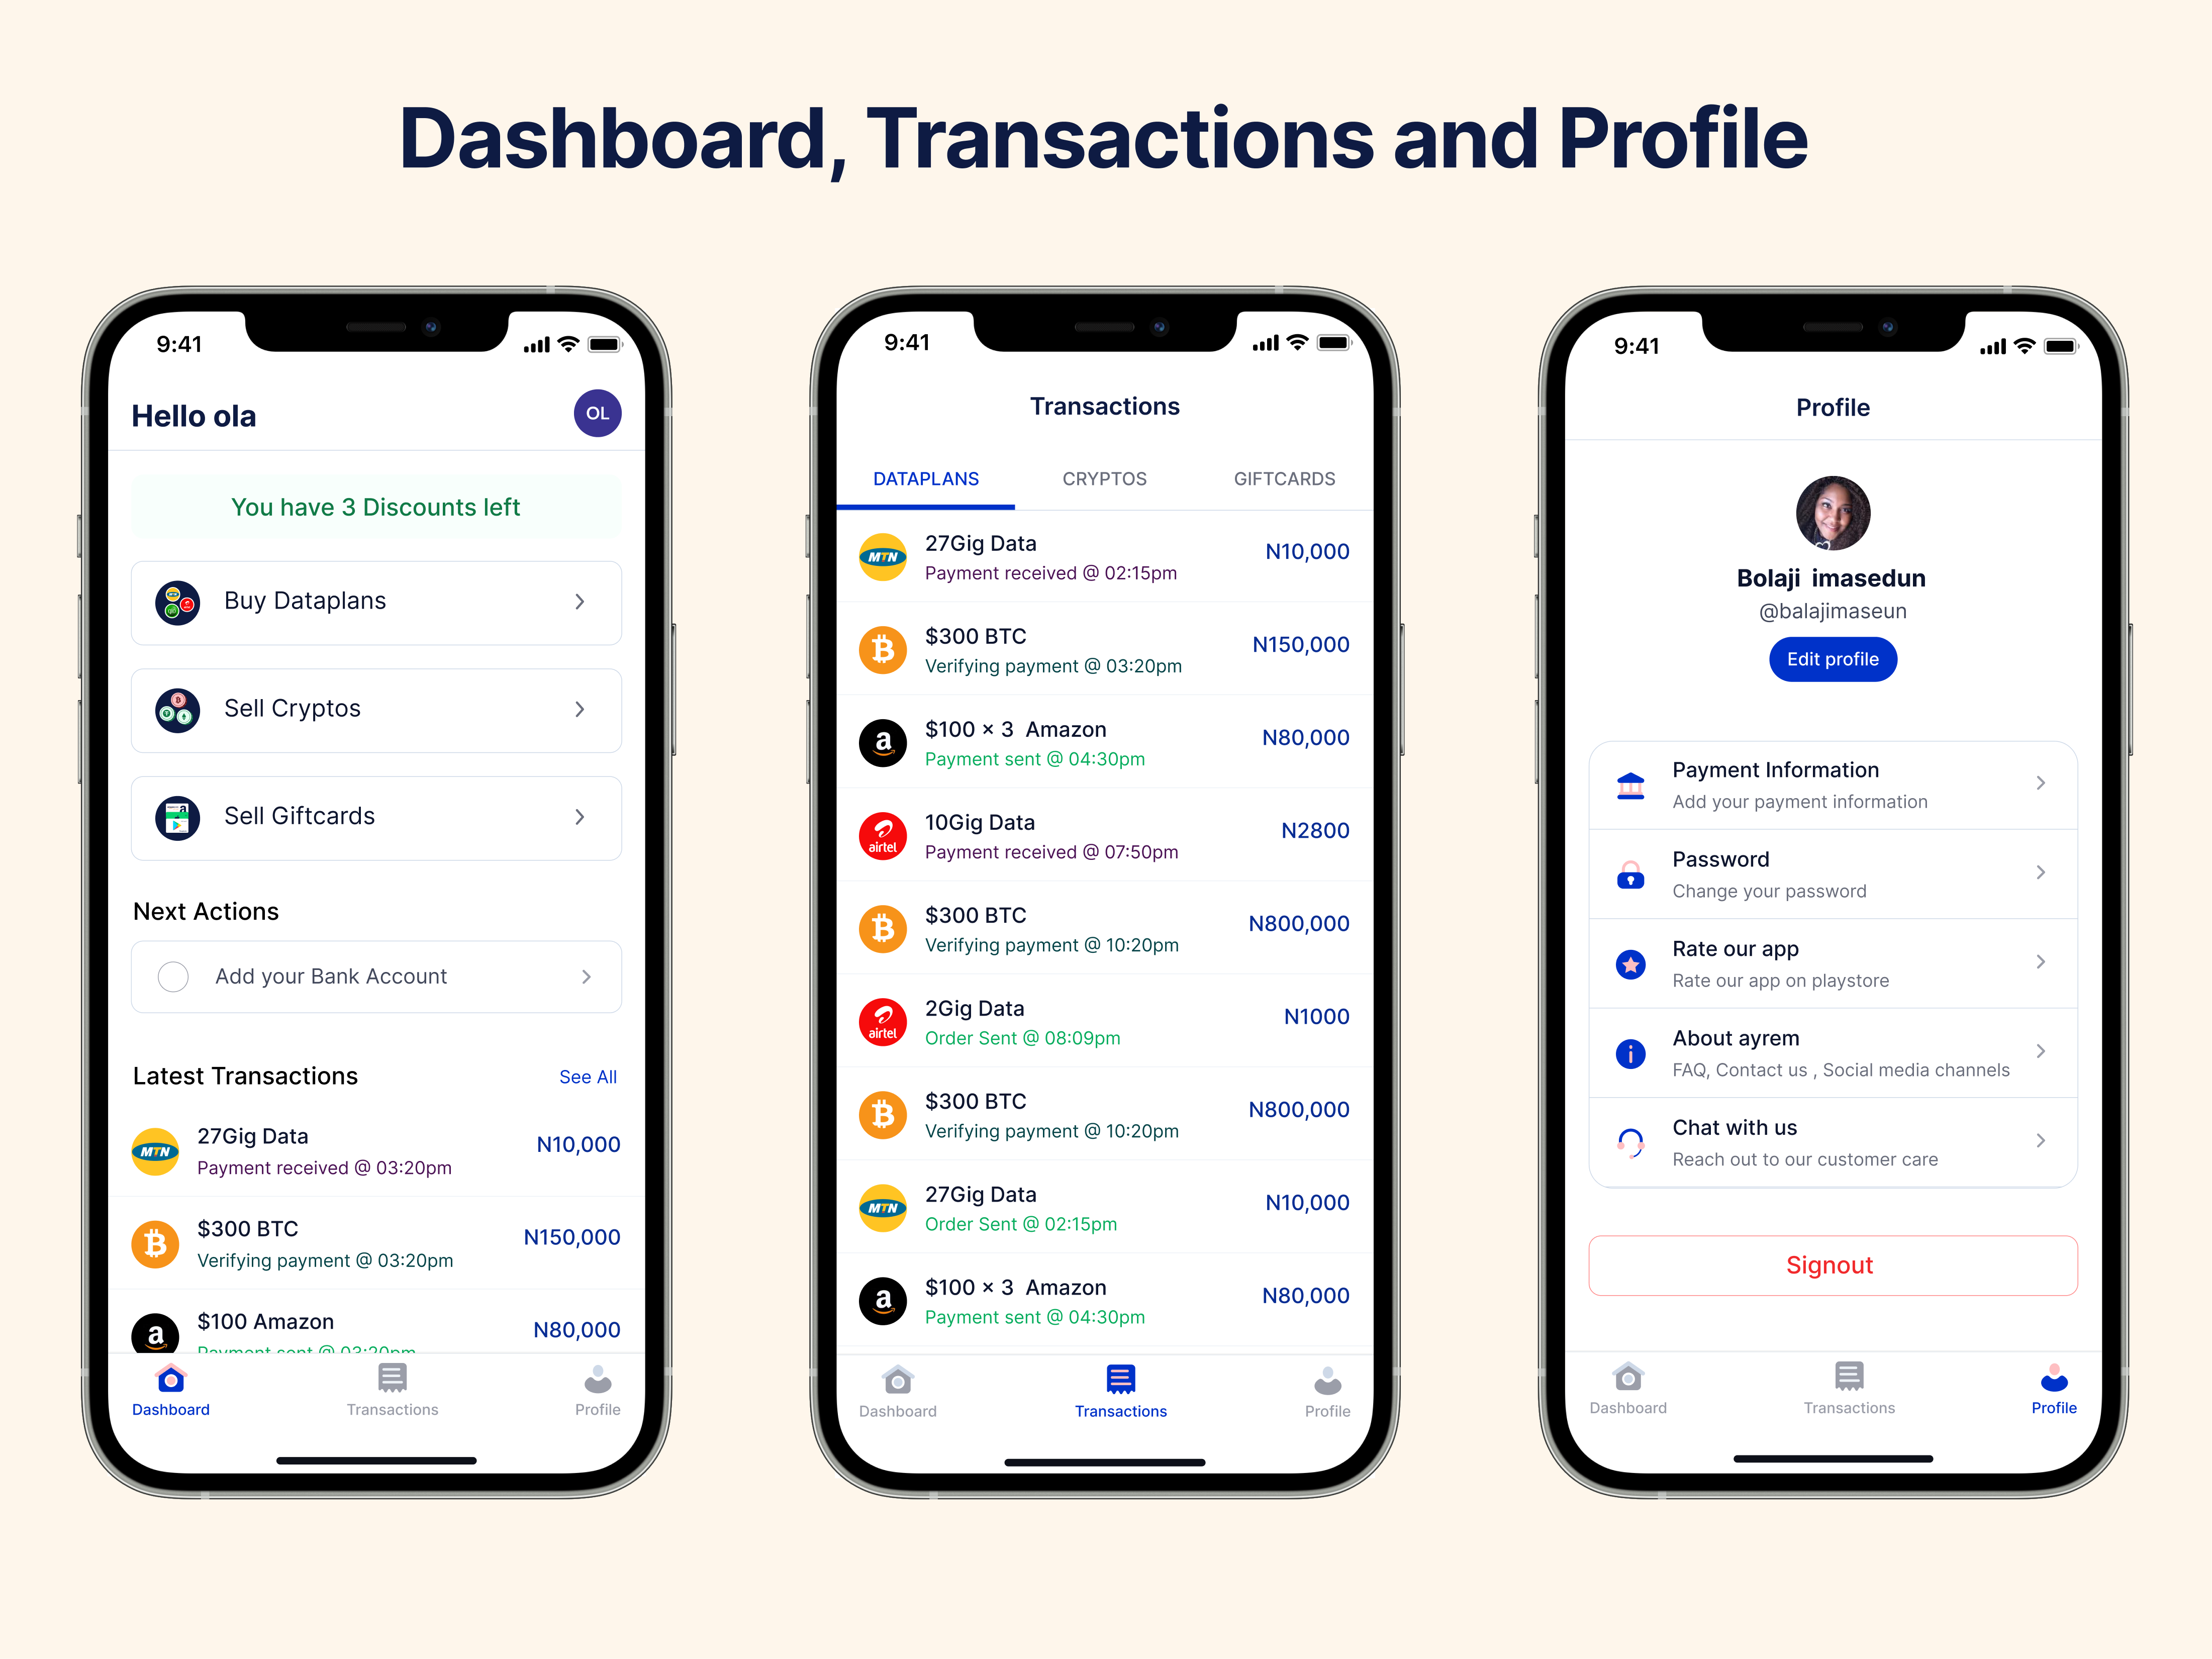 Dashboard, Transactions and Profile
9:41
Hello ola
OL
You have 3 Discounts left
Buy Dataplans
Sell Cryptos
Sell Giftcards
Next Actions
Add your Bank Account
Latest Transactions
See All
MTN
27Gig Data
N10,000
Payment received @ 03:20pm
$300 BTC
N150,000
Verifying payment @ 03:20pm
$100 Amazon
N80,000
Payment sent @ 03:20pm
Dashboard
Transactions
Profile
9:41
Transactions
DATAPLANS
CRYPTOS
GIFTCARDS
MTN
27Gig Data
N10,000
Payment received @ 02:15pm
$300 BTC
N150,000
Verifying payment @ 03:20pm
$100 × 3 Amazon
N80,000
Payment sent @ 04:30pm
airtel
10Gig Data
N2800
Payment received @ 07:50pm
$300 BTC
N800,000
Verifying payment @ 10:20pm
airtel
2Gig Data
N1000
Order Sent @ 08:09pm
$300 BTC
N800,000
Verifying payment @ 10:20pm
MTN
27Gig Data
N10,000
Order Sent @ 02:15pm
$100 × 3 Amazon
N80,000
Payment sent @ 04:30pm
Dashboard
Transactions
Profile
9:41
Profile
Bolaji imasedun
@balajimaseun
Edit profile
Payment Information
Add your payment information
Password
Change your password
Rate our app
Rate our app on playstore
About ayrem
FAQ, Contact us , Social media channels
Chat with us
Reach out to our customer care
Signout
Dashboard
Transactions
Profile